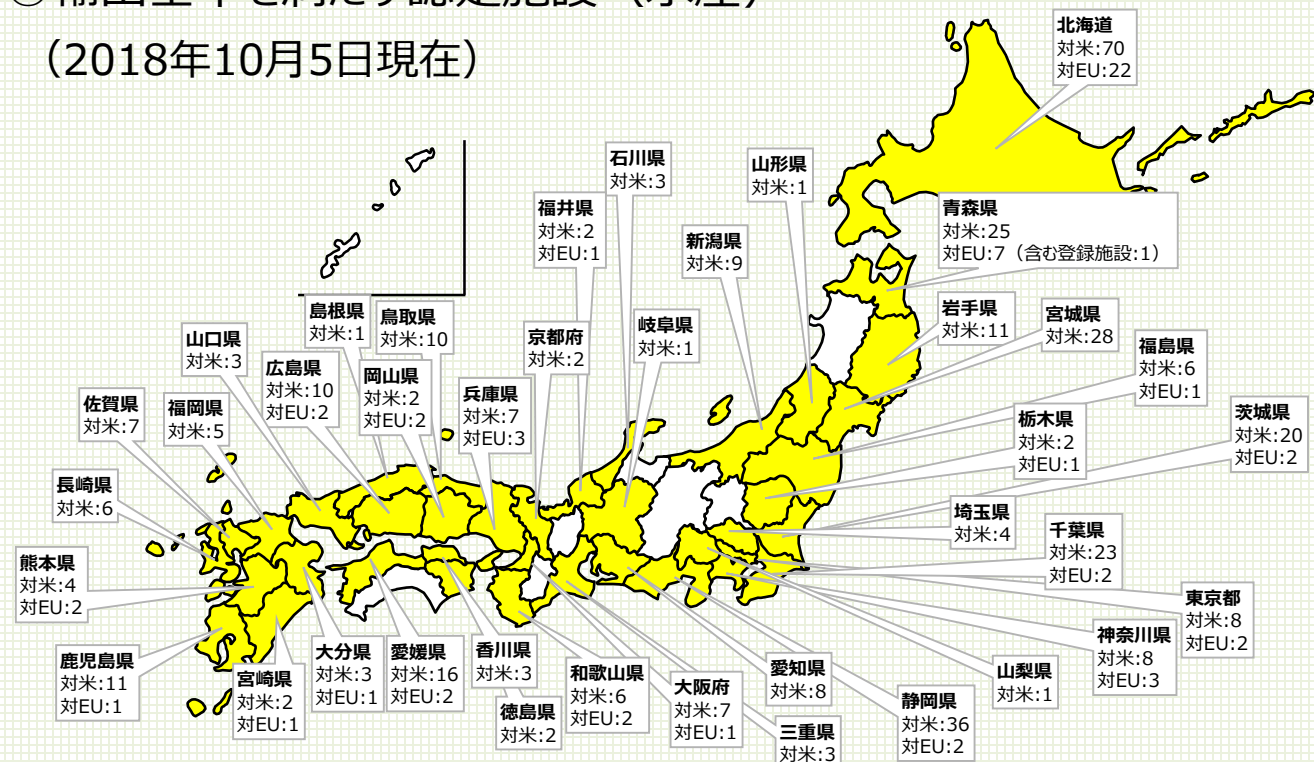 （2018年10月5日現在）
北海道
対米:70
対EU:22
石川県
対米:3
山形県
対米:1
福井県
対米:2
対EU:1
新潟県
対米:9
青森県
対米:25
対EU:7（含む登録施設:1）
島根県
対米:1
鳥取県
対米:10
京都府
対米:2
岐阜県
対米:1
岩手県
対米:11
宮城県
対米:28
山口県
対米:3
広島県
対米:10
対EU:2
岡山県
対米:2
対EU:2
兵庫県
対米:7
対EU:3
福島県
対米:6
対EU:1
佐賀県
対米:7
福岡県
対米:5
栃木県
対米:2
対EU:1
茨城県
対米:20
対EU:2
長崎県
対米:6
埼玉県
対米:4
千葉県
対米:23
対EU:2
熊本県
対米:4
対EU:2
東京都
対米:8
対EU:2
鹿児島県
対米:11
対EU:1
宮崎県
対米:2
対EU:1
大分県
対米:3
対EU:1
愛媛県
対米:16
対EU:2
香川県
対米:3
徳島県
対米:2
和歌山県
対米:6
対EU:2
大阪府
対米:7
対EU:1
愛知県
対米:8
三重県
対米:3
静岡県
対米:36
対EU:2
山梨県
対米:1
神奈川県
対米:8
対EU:3